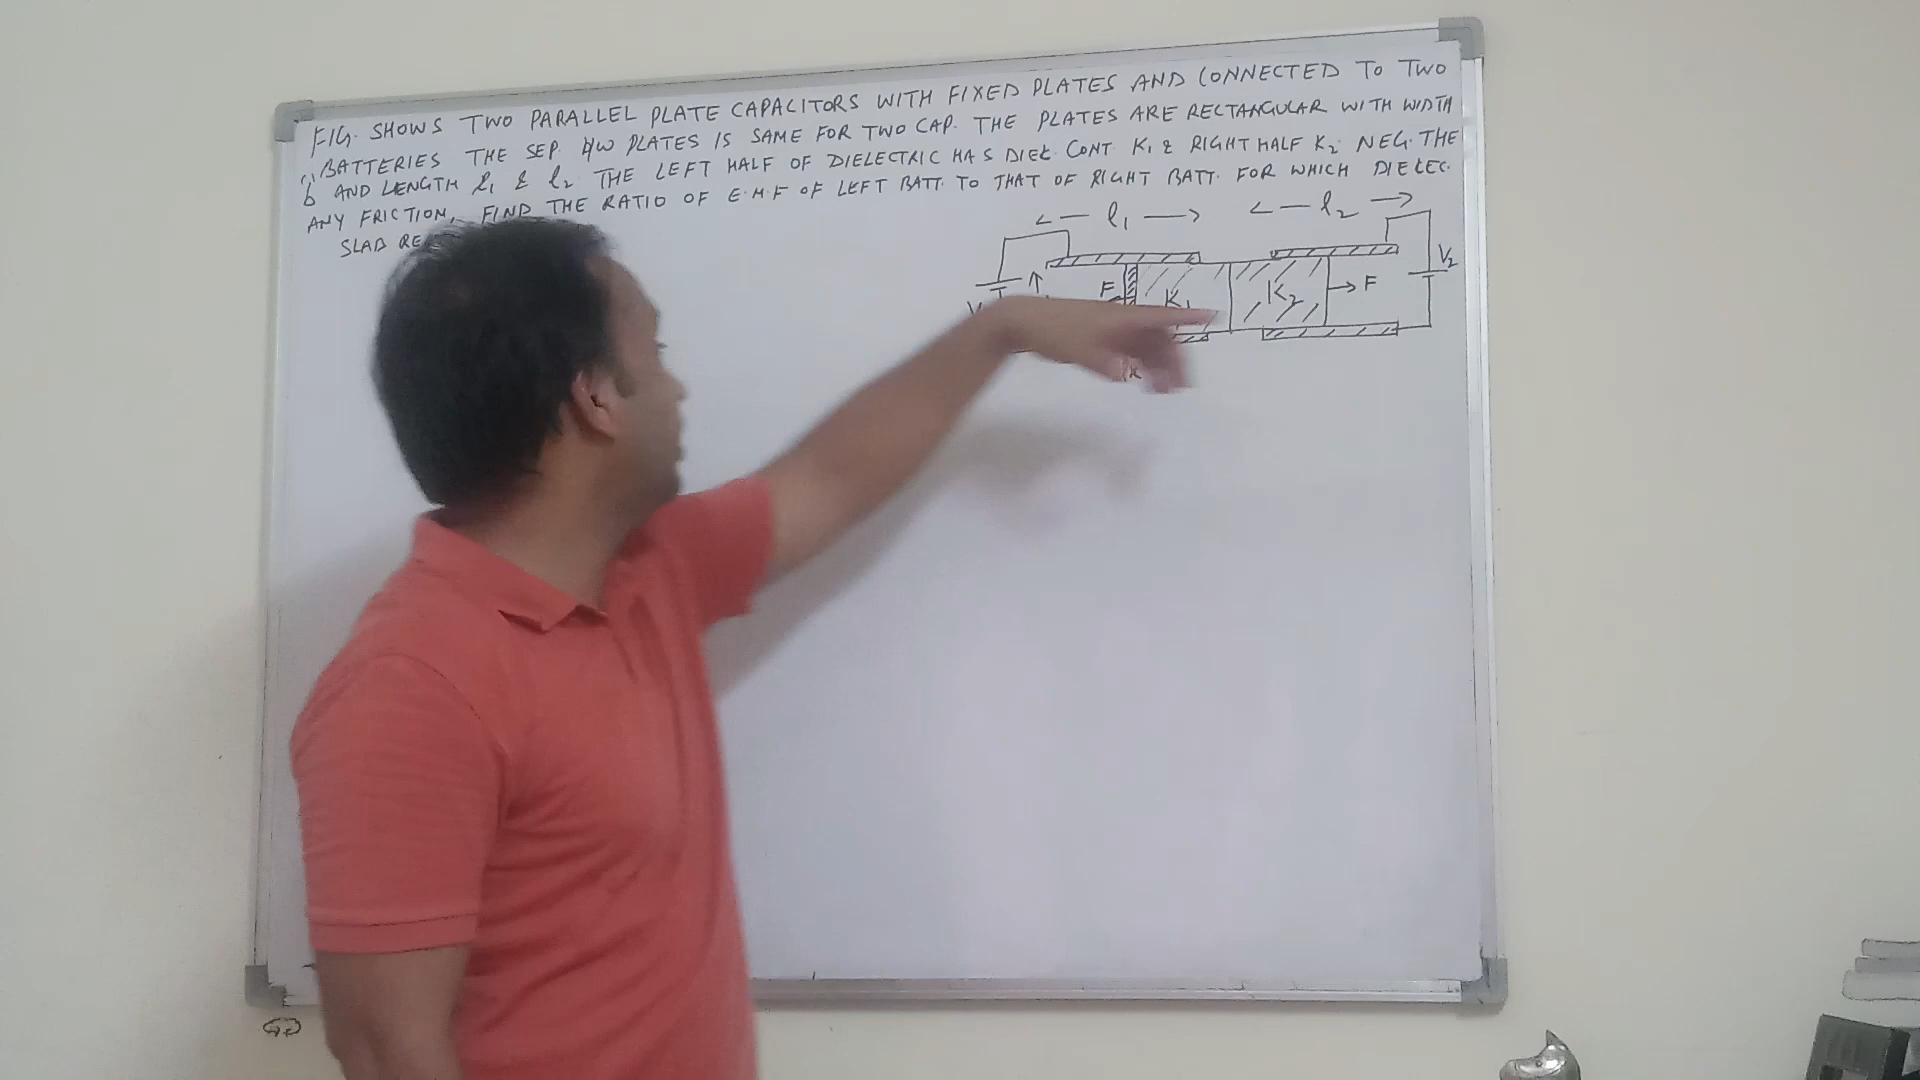 FIG. SHOWS TWO PARALLEL PLATE CAPACITORS WITH FIXED PLATES AND CONNECTED TO TWO
BATTERIES THE SEP. B/W PLATES IS SAME FOR TWO CAP. THE PLATES ARE RECTANGULAR WITH WIDTH
b AND LENGTH l₁ & l₂ THE LEFT HALF OF DIELECTRIC HAS DIEL. CONT. K₁ & RIGHT HALF K₂ NEG. THE
ANY FRICTION, FIND THE RATIO OF E.M.F OF LEFT BATT. TO THAT OF RIGHT BATT. FOR WHICH DIELEC.
SLAB
← l₁ → ← l₂ →
V₂
F K₁ K₂ → F
x